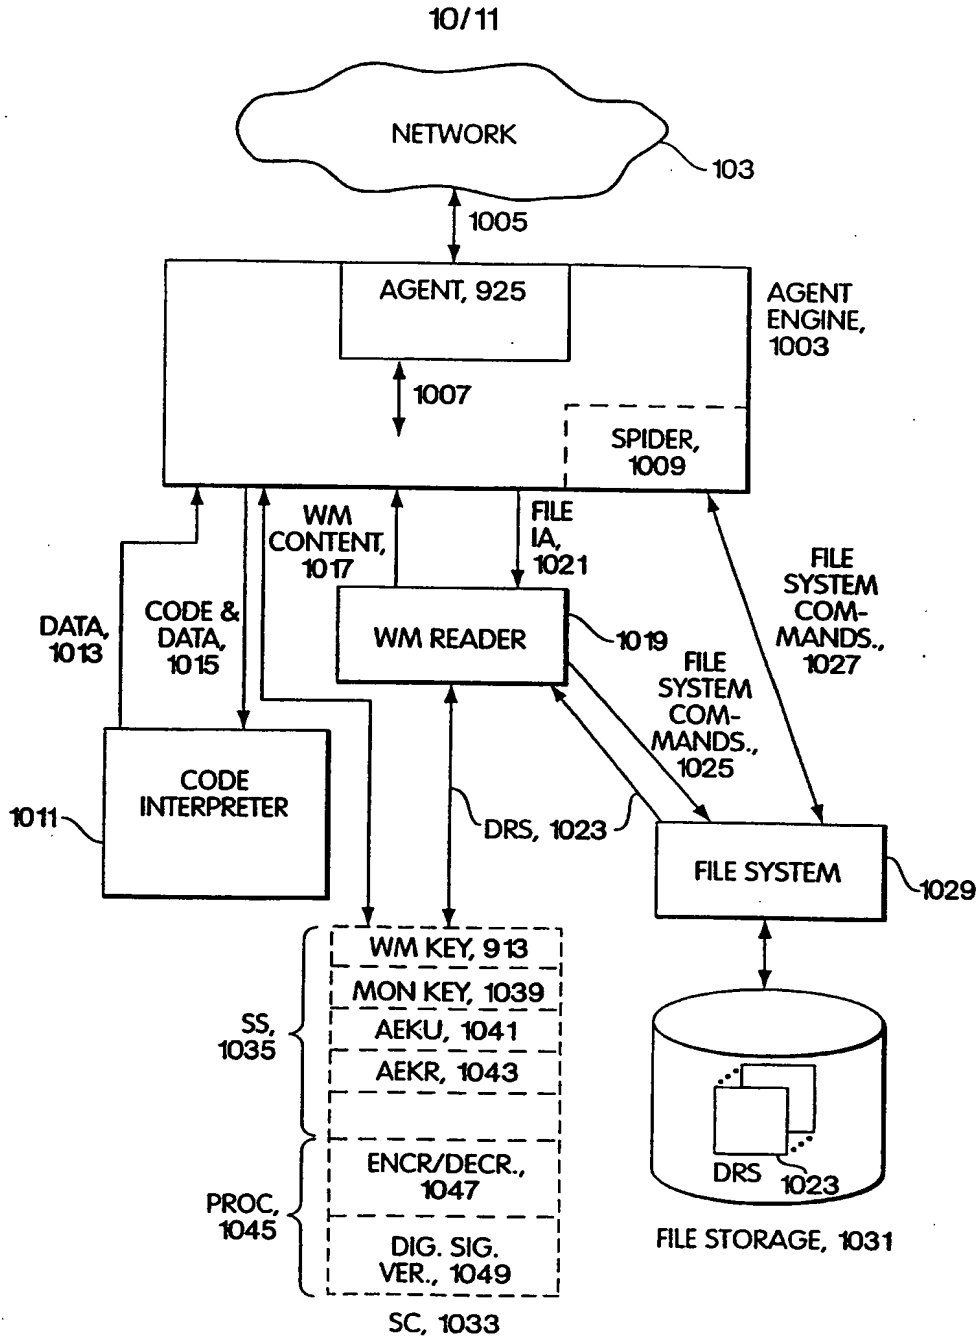 10/11
NETWORK
103
1005
AGENT, 925
AGENT
ENGINE,
1003
1007
SPIDER,
1009
WM
CONTENT,
1017
FILE
IA,
1021
FILE
SYSTEM
COM-
MANDS.,
1027
DATA,
1013
CODE &
DATA,
1015
WM READER
1019
FILE
SYSTEM
COM-
MANDS.,
1025
CODE
INTERPRETER
1011
DRS, 1023
FILE SYSTEM
1029
WM KEY, 913
MON KEY, 1039
AEKU, 1041
AEKR, 1043
SS,
1035
ENCR/DECR.,
1047
PROC,
1045
DIG. SIG.
VER., 1049
SC, 1033
DRS
1023
FILE STORAGE, 1031